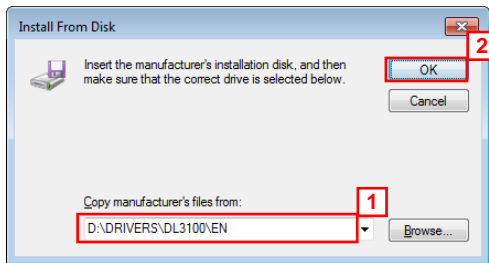 Install From Disk
2
Insert the manufacturer's installation disk, and then
make sure that the correct drive is selected below.
OK
Cancel
Copy manufacturer's files from:
1
D:\DRIVERS\DL3100\EN
Browse...